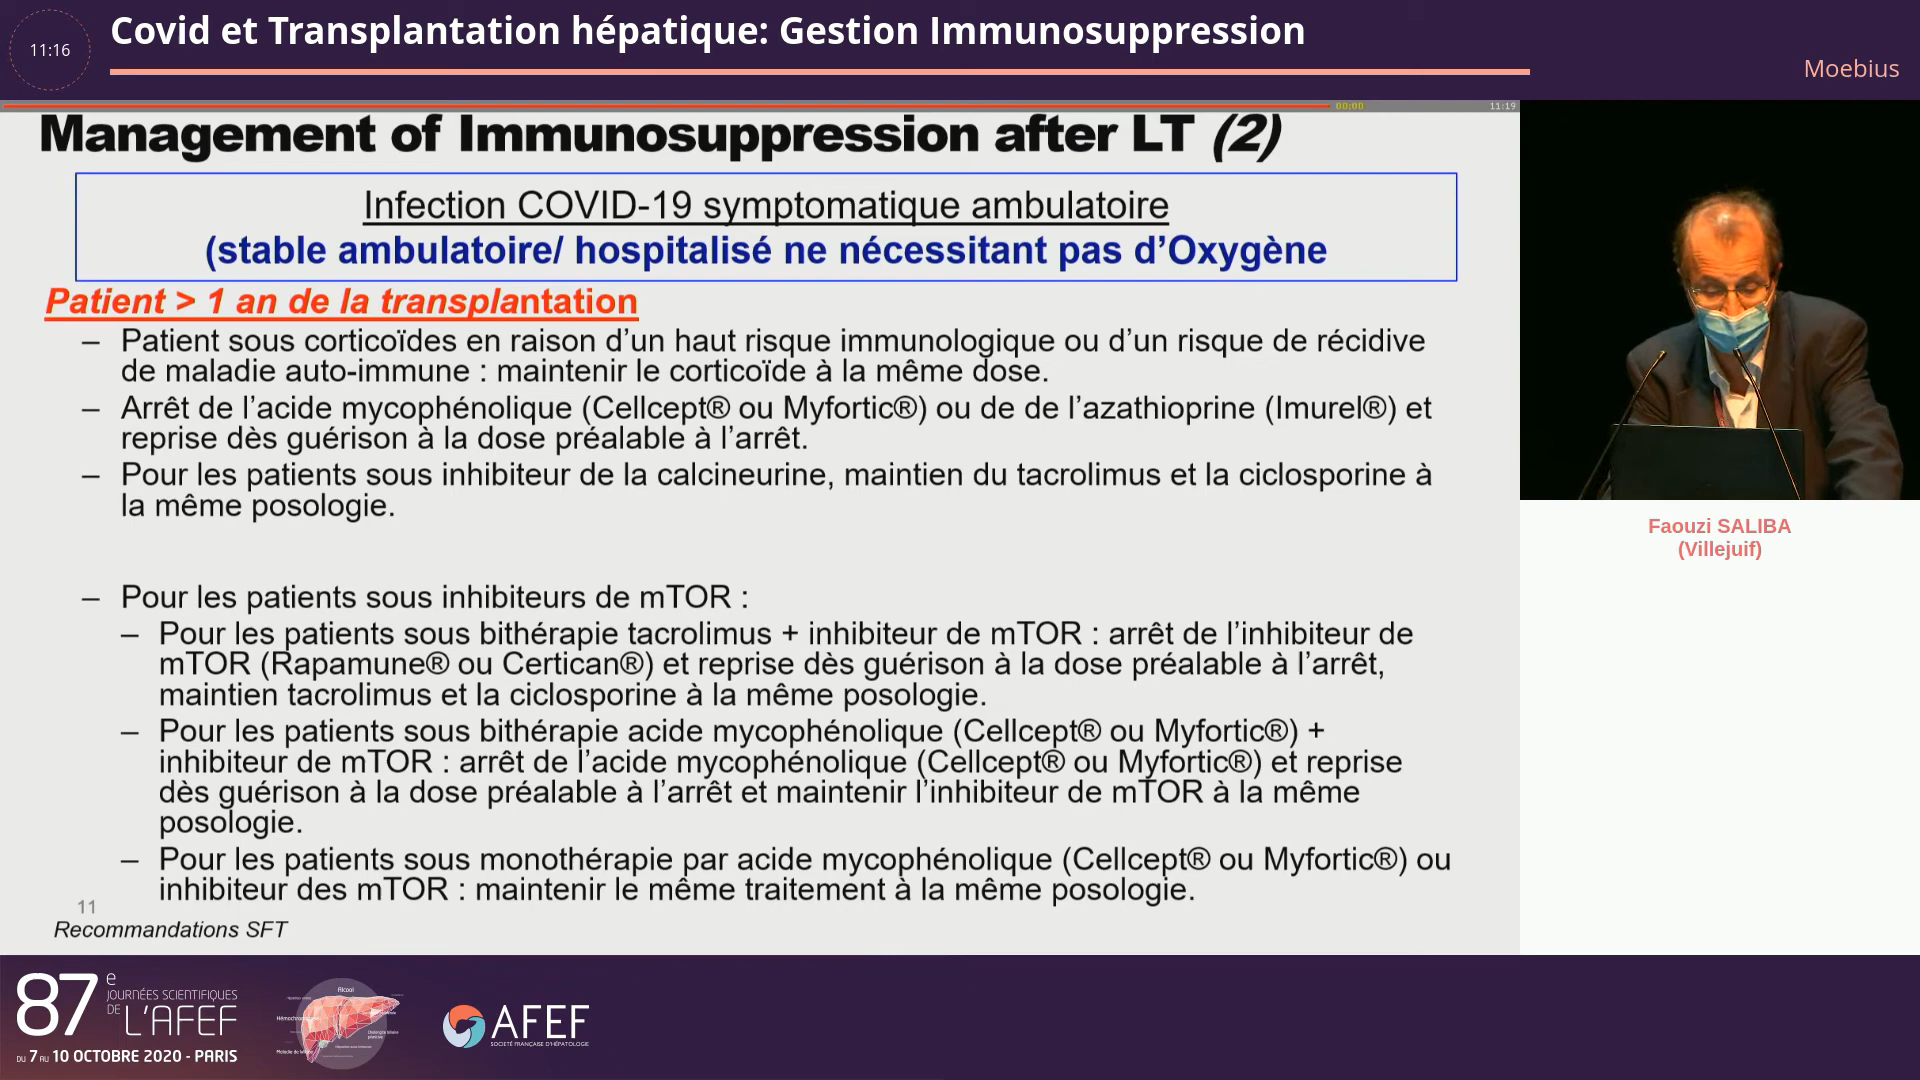 11:16
Covid et Transplantation hépatique: Gestion Immunosuppression
Moebius
00:00
11:19
Management of Immunosuppression after LT (2)
Infection COVID-19 symptomatique ambulatoire
(stable ambulatoire/ hospitalisé ne nécessitant pas d’Oxygène
Patient > 1 an de la transplantation
– Patient sous corticoïdes en raison d’un haut risque immunologique ou d’un risque de récidive
de maladie auto-immune : maintenir le corticoïde à la même dose.
– Arrêt de l’acide mycophénolique (Cellcept® ou Myfortic®) ou de de l’azathioprine (Imurel®) et
reprise dès guérison à la dose préalable à l’arrêt.
– Pour les patients sous inhibiteur de la calcineurine, maintien du tacrolimus et la ciclosporine à
la même posologie.
– Pour les patients sous inhibiteurs de mTOR :
– Pour les patients sous bithérapie tacrolimus + inhibiteur de mTOR : arrêt de l’inhibiteur de
mTOR (Rapamune® ou Certican®) et reprise dès guérison à la dose préalable à l’arrêt,
maintien tacrolimus et la ciclosporine à la même posologie.
– Pour les patients sous bithérapie acide mycophénolique (Cellcept® ou Myfortic®) +
inhibiteur de mTOR : arrêt de l’acide mycophénolique (Cellcept® ou Myfortic®) et reprise
dès guérison à la dose préalable à l’arrêt et maintenir l’inhibiteur de mTOR à la même
posologie.
– Pour les patients sous monothérapie par acide mycophénolique (Cellcept® ou Myfortic®) ou
inhibiteur des mTOR : maintenir le même traitement à la même posologie.
11
Recommandations SFT
Faouzi SALIBA
(Villejuif)
87e
JOURNÉES SCIENTIFIQUES
DE L’AFEF
DU 7 AU 10 OCTOBRE 2020 - PARIS
Alcool
AFEF
SOCIÉTÉ FRANÇAISE D’HÉPATOLOGIE